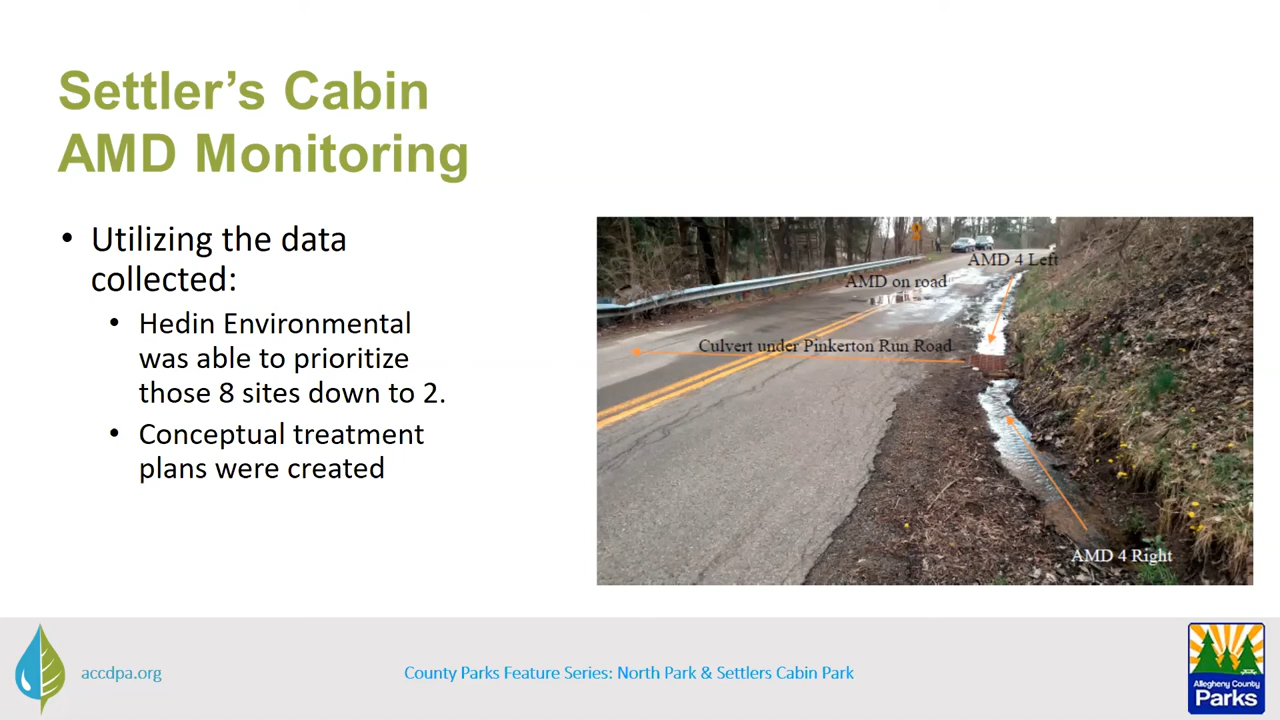 Settler’s Cabin
AMD Monitoring
• Utilizing the data
collected:
• Hedin Environmental
was able to prioritize
those 8 sites down to 2.
• Conceptual treatment
plans were created
AMD 4 Left
AMD on road
Culvert under Pinkerton Run Road
AMD 4 Right
accdpa.org
County Parks Feature Series: North Park & Settlers Cabin Park
Allegheny County
Parks